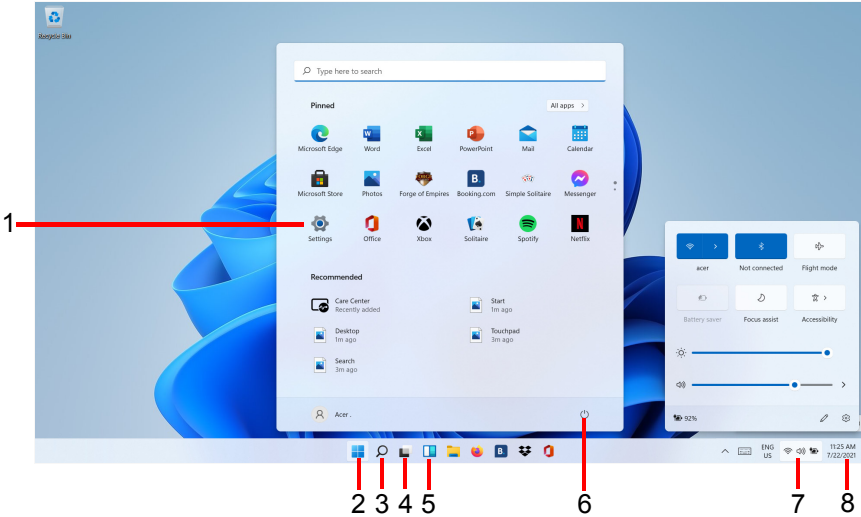 Recycle Bin
Type here to search
Pinned
All apps >
Microsoft Edge
Word
Excel
PowerPoint
Mail
Calendar
Microsoft Store
Photos
Forge of Empires
Booking.com
Simple Solitaire
Messenger
1
Settings
Office
Xbox
Solitaire
Spotify
Netflix
acer
Not connected
Flight mode
Battery saver
Focus assist
Accessibility
Recommended
Care Center
Recently added
Start
1m ago
Desktop
1m ago
Touchpad
3m ago
Search
3m ago
Acer .
92%
B.
ENG
US
11:25 AM
7/22/2021
2
3
4
5
6
7
8